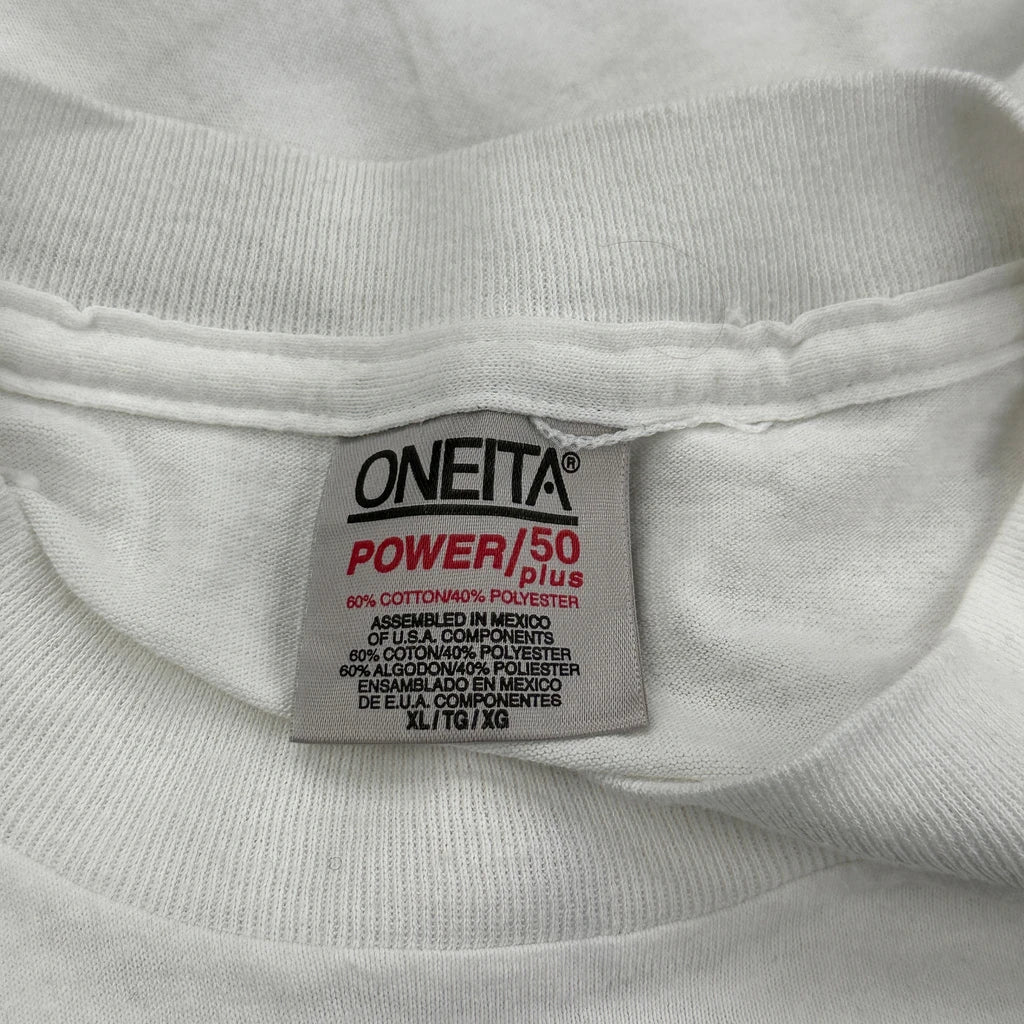 ONEITA®
POWER/50
plus
60% COTTON/40% POLYESTER
ASSEMBLED IN MEXICO
OF U.S.A. COMPONENTS
60% COTON/40% POLYESTER
60% ALGODON/40% POLIESTER
ENSAMBLADO EN MEXICO
DE E.U.A. COMPONENTES
XL/TG/XG